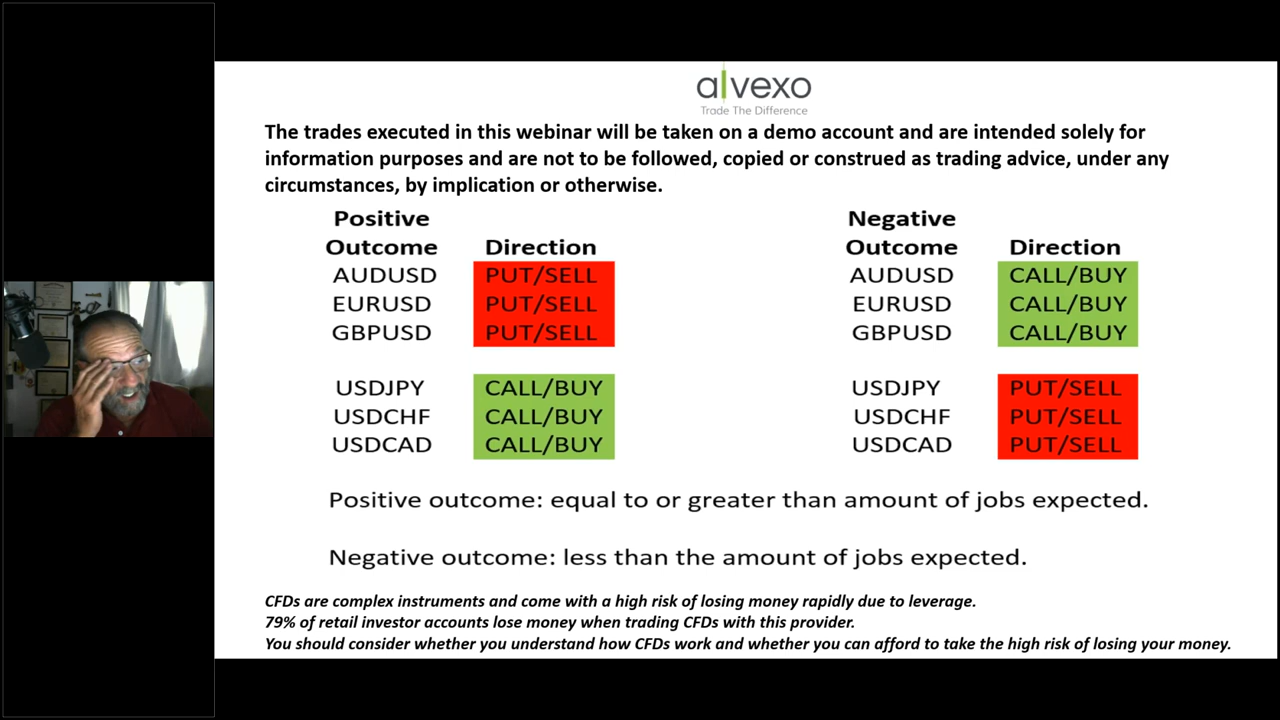 alvexo
Trade The Difference
The trades executed in this webinar will be taken on a demo account and are intended solely for
information purposes and are not to be followed, copied or construed as trading advice, under any
circumstances, by implication or otherwise.
Positive
Outcome Direction
AUDUSD PUT/SELL
EURUSD PUT/SELL
GBPUSD PUT/SELL
USDJPY CALL/BUY
USDCHF CALL/BUY
USDCAD CALL/BUY
Negative
Outcome Direction
AUDUSD CALL/BUY
EURUSD CALL/BUY
GBPUSD CALL/BUY
USDJPY PUT/SELL
USDCHF PUT/SELL
USDCAD PUT/SELL
Positive outcome: equal to or greater than amount of jobs expected.
Negative outcome: less than the amount of jobs expected.
CFDs are complex instruments and come with a high risk of losing money rapidly due to leverage.
79% of retail investor accounts lose money when trading CFDs with this provider.
You should consider whether you understand how CFDs work and whether you can afford to take the high risk of losing your money.